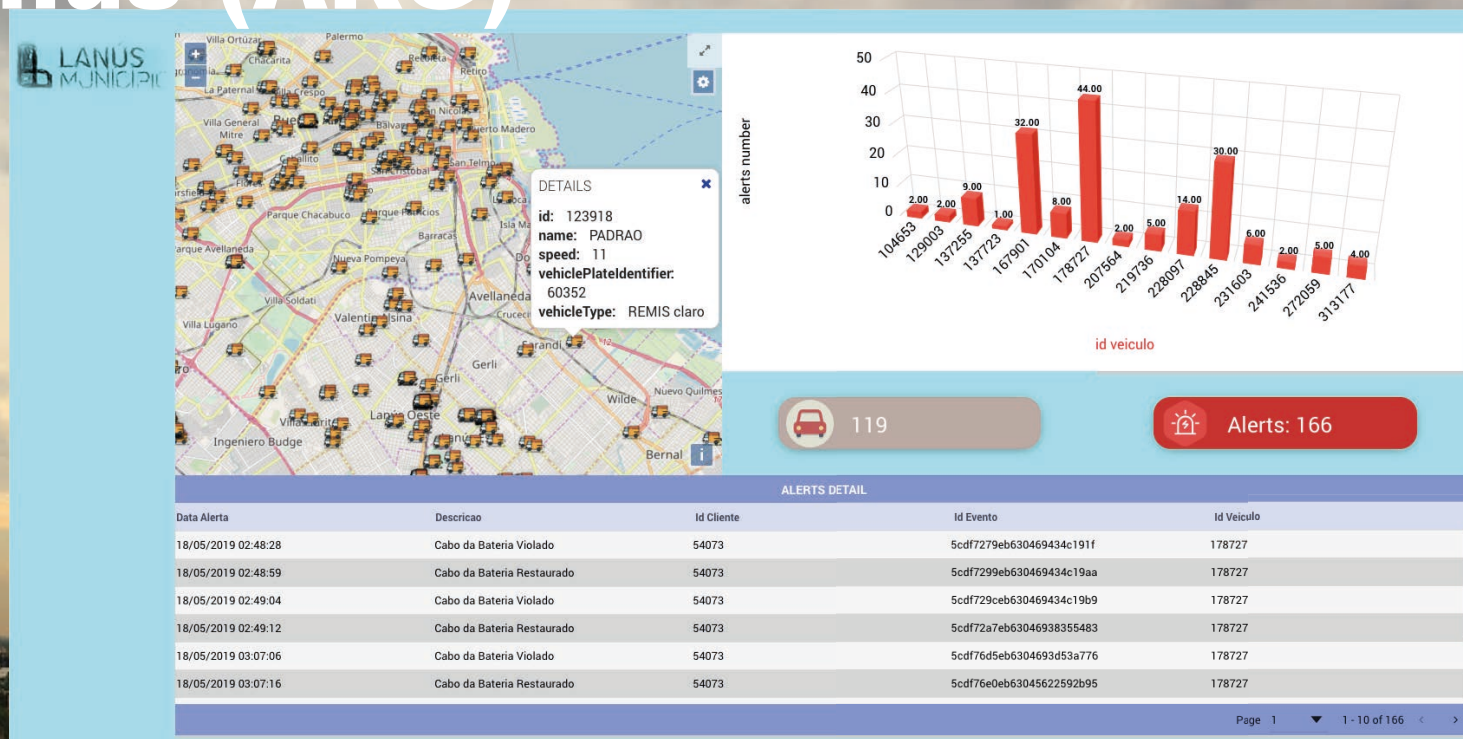 (ARG)
LANÚS
MUNICIPIO
Villa Ortúzar
Palermo
Chacarita
Recoleta
Retiro
La Paternal
Villa Crespo
San Nicolás
Villa General
Mitre
Puerto Madero
Caballito
San Telmo
San Cristóbal
Flores
Parque Chacabuco
Parque Patricios
Barracas
Parque Avellaneda
Nueva Pompeya
Villa Soldati
Avellaneda
Valentín Alsina
Villa Lugano
Sarandí
12
Gerli
Gerli
Wilde
Nuevo Quilmes
Lanús Oeste
Ingeniero Budge
Bernal
DETAILS
id: 123918
name: PADRAO
speed: 11
vehiclePlateIdentifier:
60352
vehicleType: REMIS claro
alerts number
50
40
30
20
10
0
2.00 2.00 9.00 1.00 32.00 8.00 44.00 2.00 5.00 14.00 30.00 6.00 2.00 5.00 4.00
104653 129003 137255 137723 167901 170104 178727 207564 219736 228097 228845 231603 241536 272059 313177
id veiculo
119
Alerts: 166
ALERTS DETAIL
Data Alerta Descricao Id Cliente Id Evento Id Veiculo
18/05/2019 02:48:28 Cabo da Bateria Violado 54073 5cdf7279eb630469434c191f 178727
18/05/2019 02:48:59 Cabo da Bateria Restaurado 54073 5cdf7299eb630469434c19aa 178727
18/05/2019 02:49:04 Cabo da Bateria Violado 54073 5cdf729ceb630469434c19b9 178727
18/05/2019 02:49:12 Cabo da Bateria Restaurado 54073 5cdf72a7eb63046938355483 178727
18/05/2019 03:07:06 Cabo da Bateria Violado 54073 5cdf76d5eb6304693d53a776 178727
18/05/2019 03:07:16 Cabo da Bateria Restaurado 54073 5cdf76e0eb63045622592b95 178727
Page 1 1 - 10 of 166